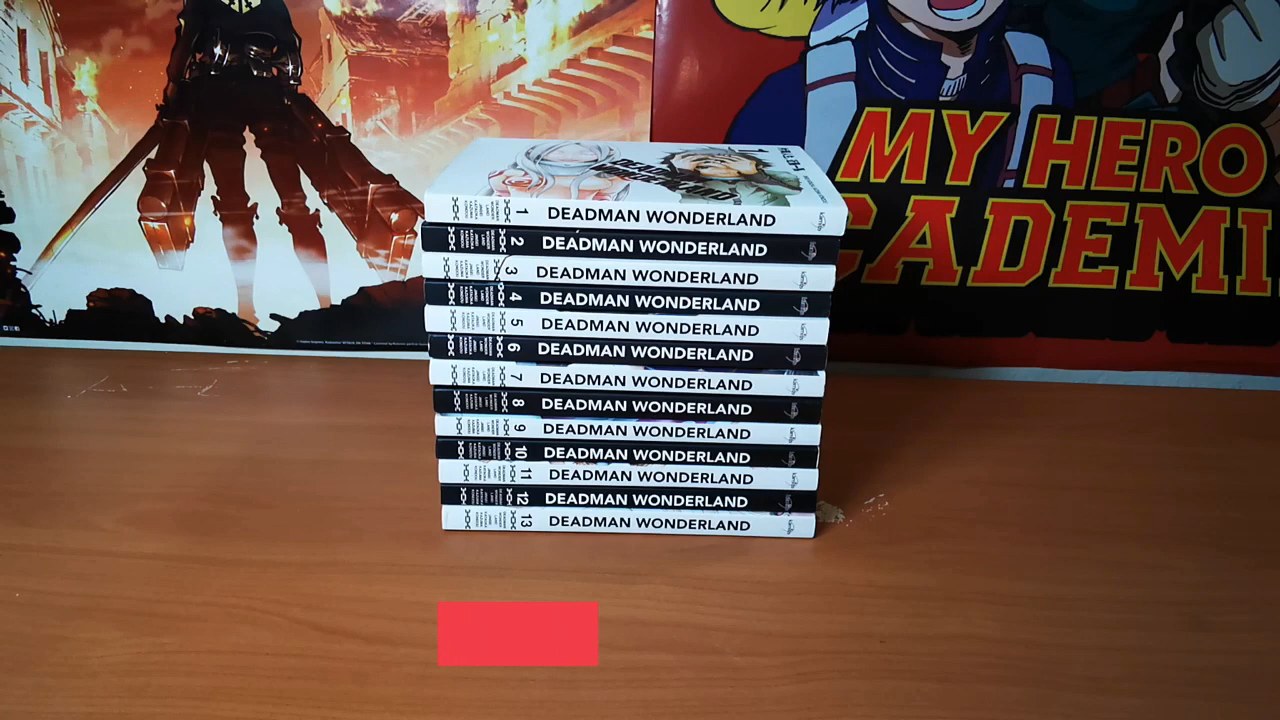 MY HERO
ACADEMI
1 DEADMAN WONDERLAND
2 DEADMAN WONDERLAND
3 DEADMAN WONDERLAND
4 DEADMAN WONDERLAND
5 DEADMAN WONDERLAND
6 DEADMAN WONDERLAND
7 DEADMAN WONDERLAND
8 DEADMAN WONDERLAND
9 DEADMAN WONDERLAND
10 DEADMAN WONDERLAND
11 DEADMAN WONDERLAND
12 DEADMAN WONDERLAND
13 DEADMAN WONDERLAND